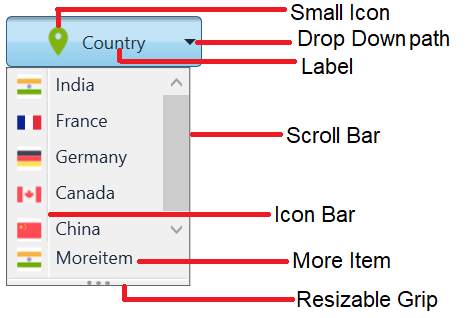 Small Icon
Country
Drop Down path
Label
India
France
Germany
Scroll Bar
Canada
Icon Bar
China
Moreitem
More Item
Resizable Grip